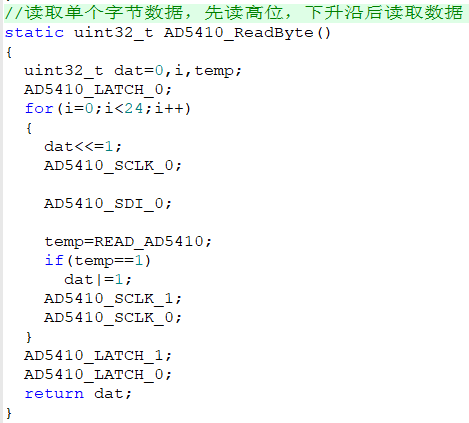 //读取单个字节数据，先读高位，下升沿后读取数据
static uint32_t AD5410_ReadByte()
{
  uint32_t dat=0,i,temp;
  AD5410_LATCH_0;
  for(i=0;i<24;i++)
  {
    dat<<=1;
    AD5410_SCLK_0;

    AD5410_SDI_0;

    temp=READ_AD5410;
    if(temp==1)
      dat|=1;
    AD5410_SCLK_1;
    AD5410_SCLK_0;
  }
  AD5410_LATCH_1;
  AD5410_LATCH_0;
  return dat;
}